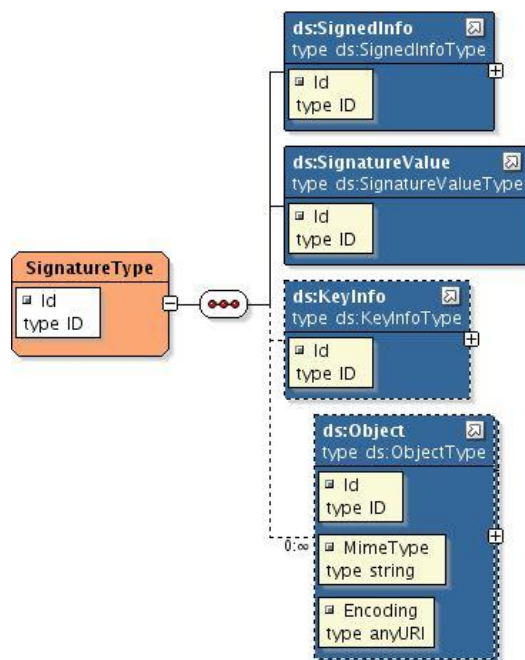 ds:SignedInfo
type ds:SignedInfoType
Id
type ID
ds:SignatureValue
type ds:SignatureValueType
Id
type ID
SignatureType
Id
type ID
ds:KeyInfo
type ds:KeyInfoType
Id
type ID
ds:Object
type ds:ObjectType
Id
type ID
0:∞
MimeType
type string
Encoding
type anyURI